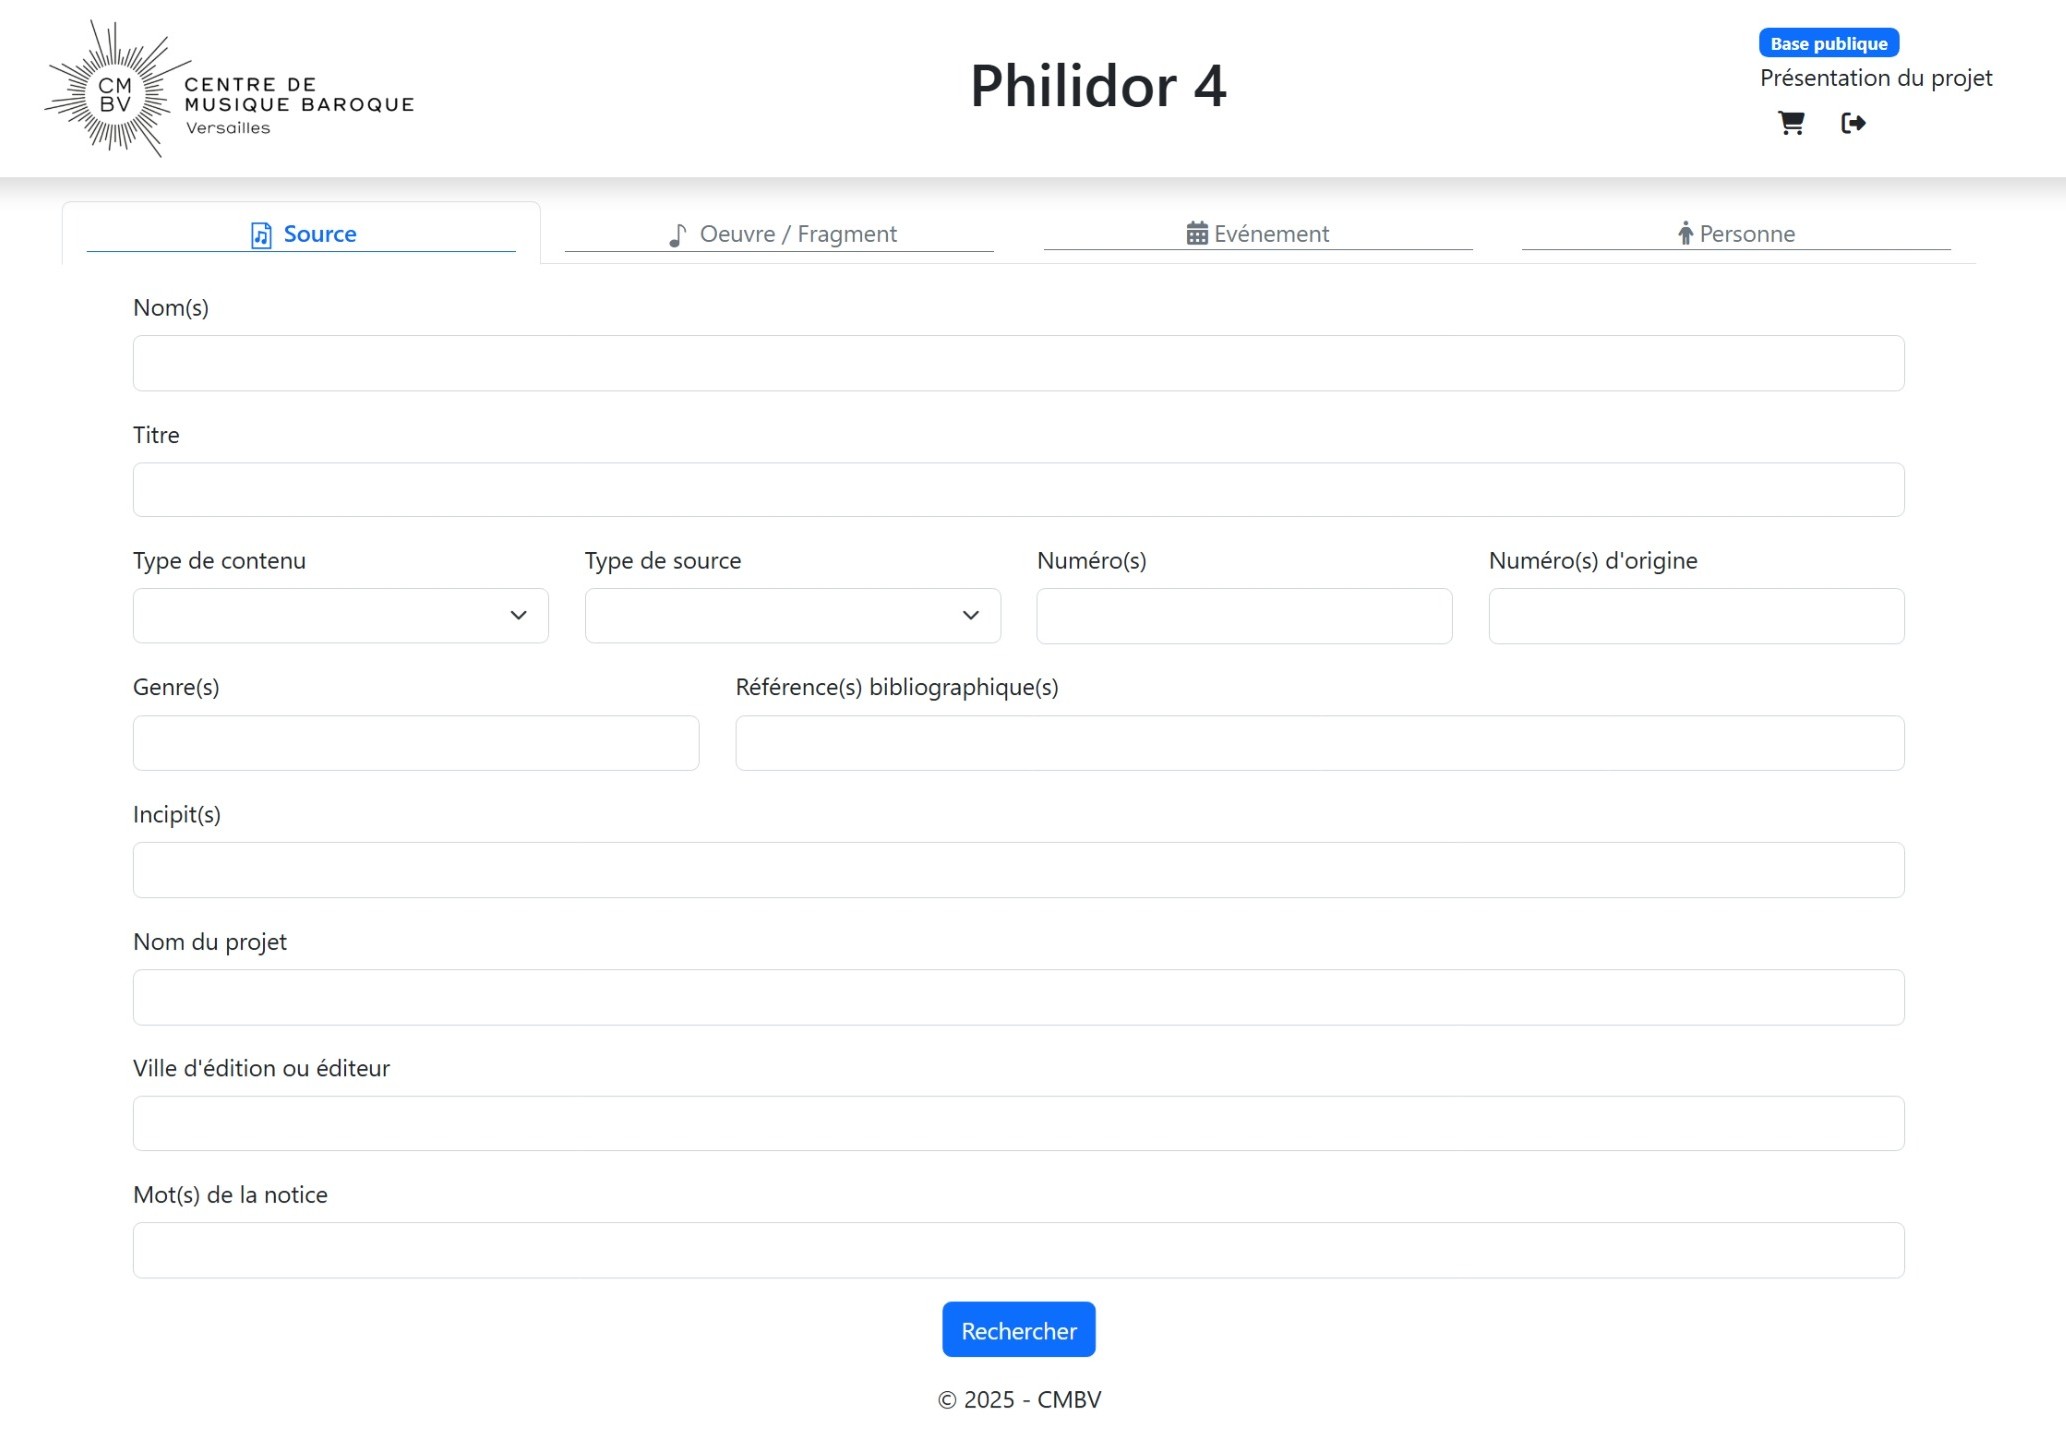 CM
BV
CENTRE DE
MUSIQUE BAROQUE
Versailles
Philidor 4
Base publique
Présentation du projet
Source
Oeuvre / Fragment
Evénement
Personne
Nom(s)
Titre
Type de contenu
Type de source
Numéro(s)
Numéro(s) d'origine
Genre(s)
Référence(s) bibliographique(s)
Incipit(s)
Nom du projet
Ville d'édition ou éditeur
Mot(s) de la notice
Rechercher
© 2025 - CMBV